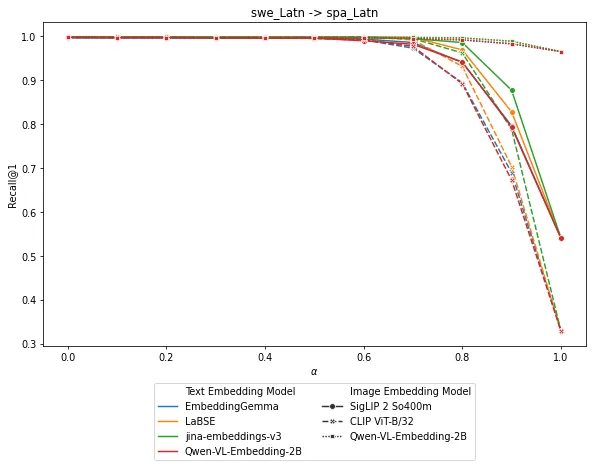 swe_Latn -> spa_Latn
1.0
0.9
0.8
0.7
0.6
0.5
0.4
0.3
Recall@1
0.0 0.2 0.4 0.6 0.8 1.0
α
Text Embedding Model
EmbeddingGemma
LaBSE
jina-embeddings-v3
Qwen-VL-Embedding-2B
Image Embedding Model
SigLIP 2 So400m
CLIP ViT-B/32
Qwen-VL-Embedding-2B